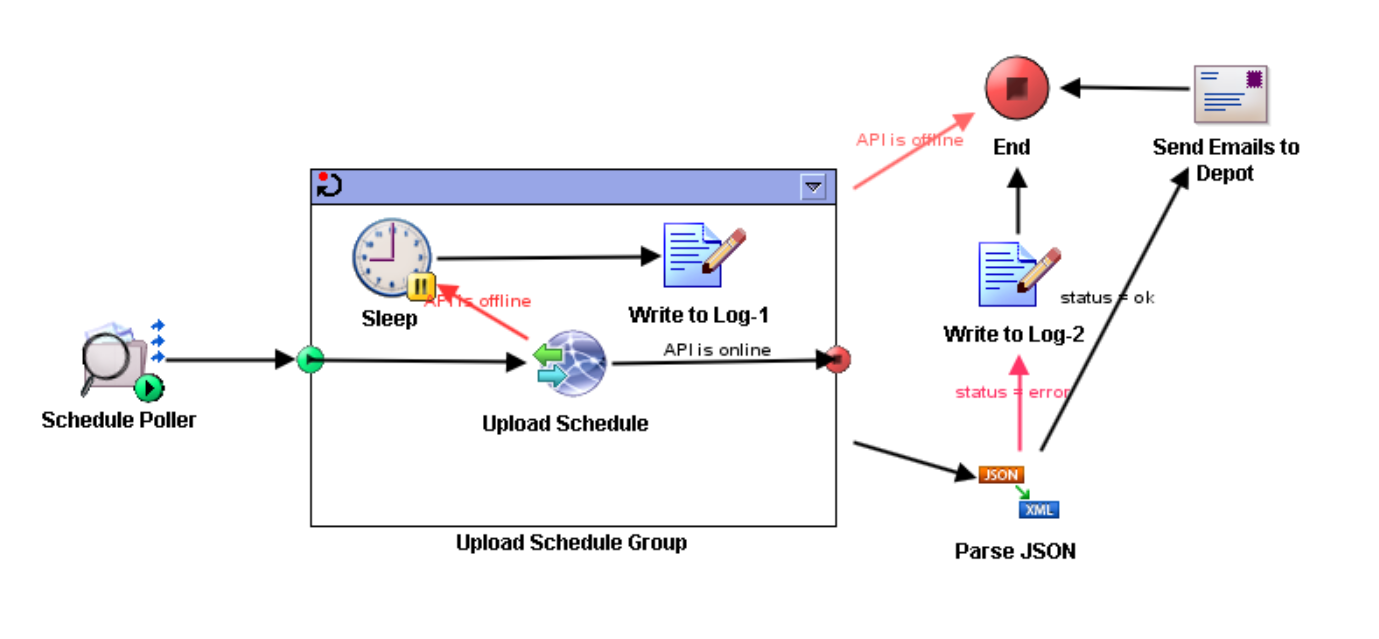 API is offline
End
Send Emails to
Depot
API is offline
Sleep
Write to Log-1
status = ok
Write to Log-2
API is online
status = error
Schedule Poller
Upload Schedule
JSON
XML
Upload Schedule Group
Parse JSON